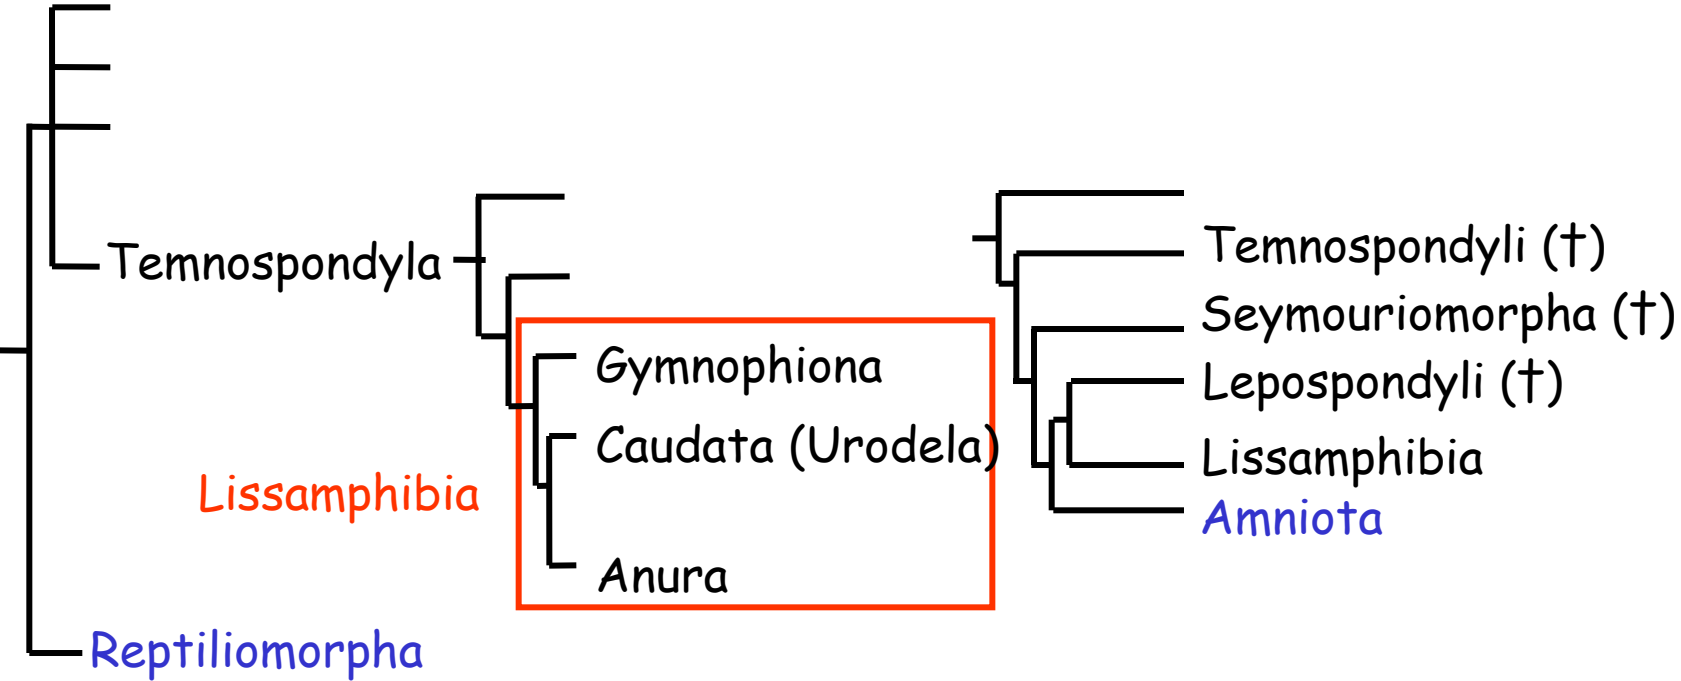 Temnospondyla
Gymnophiona
Caudata (Urodela)
Lissamphibia
Anura
Reptiliomorpha
Temnospondyli (†)
Seymouriomorpha (†)
Lepospondyli (†)
Lissamphibia
Amniota